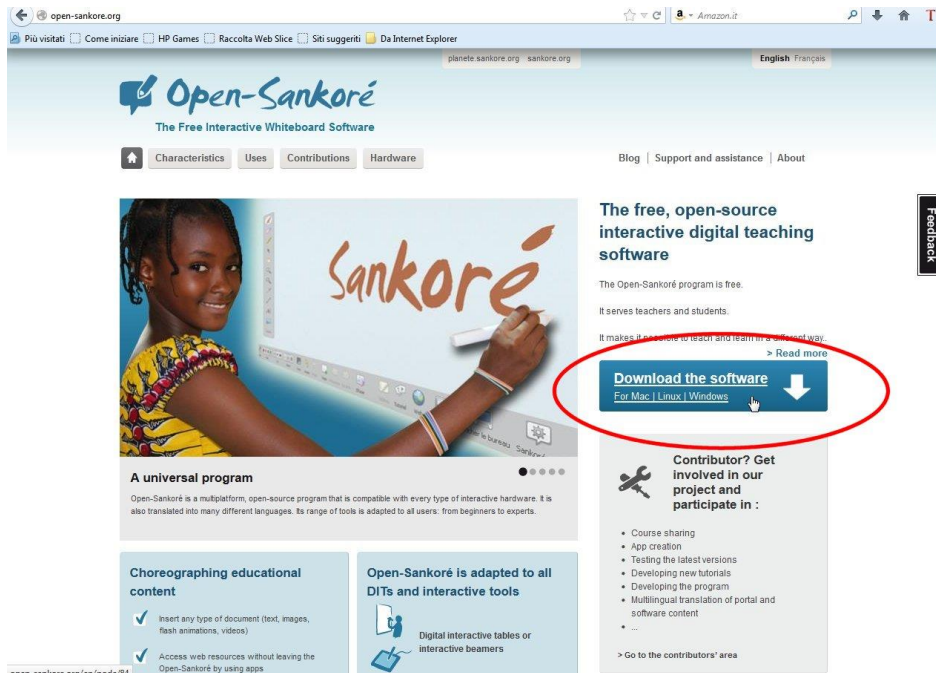 open-sankore.org
Amazon.it
Più visitati Come iniziare HP Games Raccolta Web Slice Siti suggeriti Da Internet Explorer
planete.sankore.org sankore.org
English Français
Open-Sankoré
The Free Interactive Whiteboard Software
Characteristics Uses Contributions Hardware
Blog | Support and assistance | About
Sankoré
A universal program
Open-Sankoré is a multiplatform, open-source program that is compatible with every type of interactive hardware. It is
also translated into many different languages. Its range of tools is adapted to all users: from beginners to experts.
The free, open-source
interactive digital teaching
software
The Open-Sankoré program is free.
It serves teachers and students.
It makes it possible to teach and learn in a different way..
> Read more
Download the software
For Mac | Linux | Windows
Feedback
Contributor? Get
involved in our
project and
participate in :
• Course sharing
• App creation
• Testing the latest versions
• Developing new tutorials
• Developing the program
• Multilingual translation of portal and
software content
• ...
> Go to the contributors' area
Choreographing educational
content
Insert any type of document (text, images,
flash animations, videos)
Access web resources without leaving the
Open-Sankoré by using apps
Open-Sankoré is adapted to all
DITs and interactive tools
Digital interactive tables or
interactive beamers